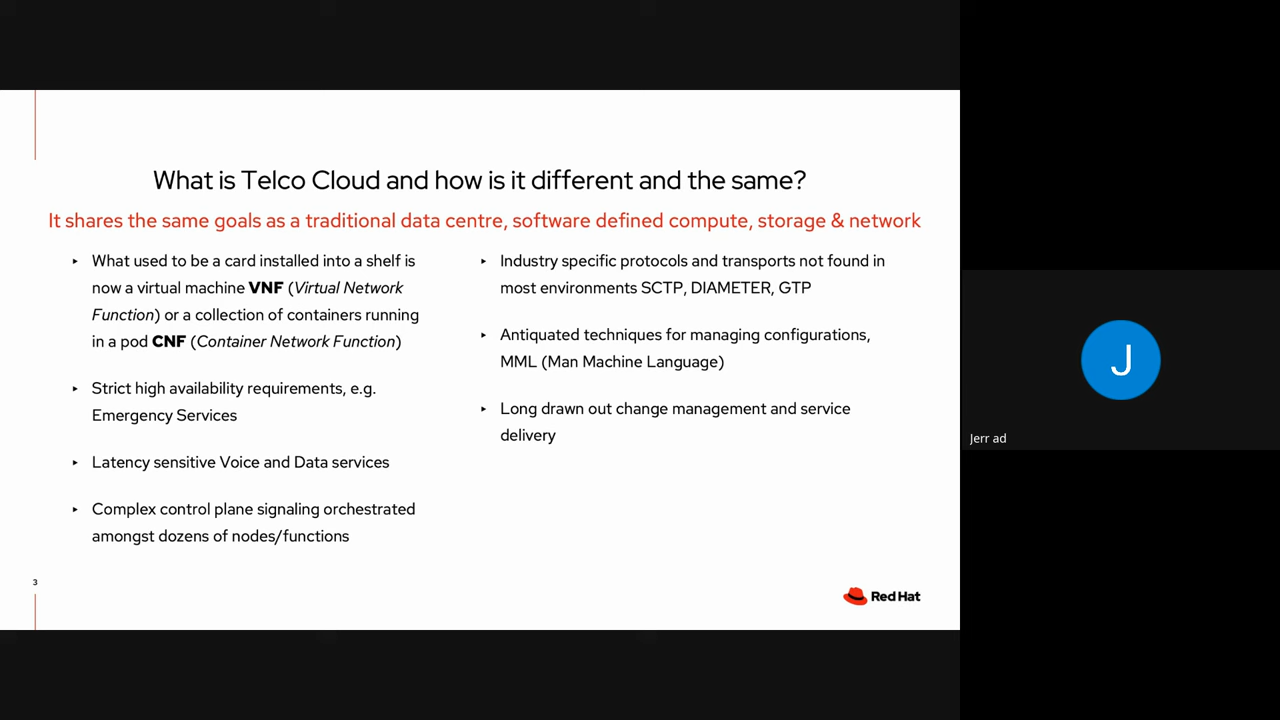 What is Telco Cloud and how is it different and the same?
It shares the same goals as a traditional data centre, software defined compute, storage & network
‣ What used to be a card installed into a shelf is
now a virtual machine VNF (Virtual Network
Function) or a collection of containers running
in a pod CNF (Container Network Function)
‣ Strict high availability requirements, e.g.
Emergency Services
‣ Latency sensitive Voice and Data services
‣ Complex control plane signaling orchestrated
amongst dozens of nodes/functions
‣ Industry specific protocols and transports not found in
most environments SCTP, DIAMETER, GTP
‣ Antiquated techniques for managing configurations,
MML (Man Machine Language)
‣ Long drawn out change management and service
delivery
3
Red Hat
J
Jerr ad